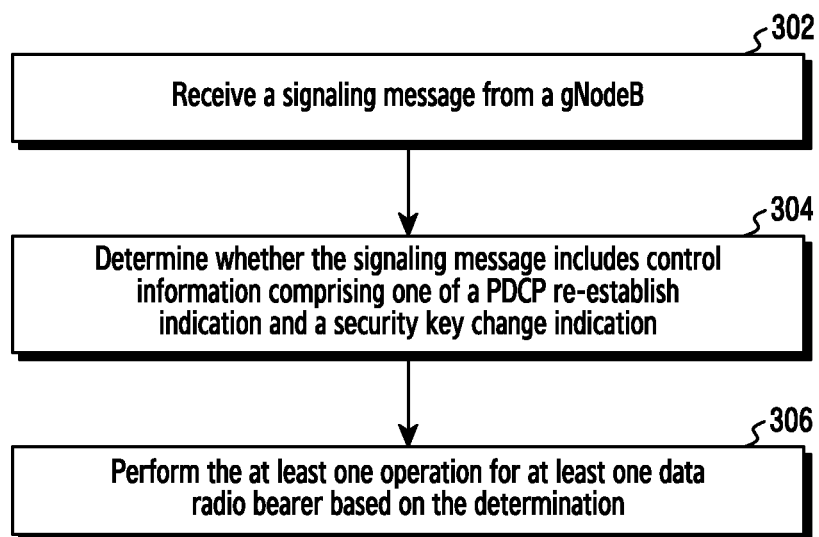 302
Receive a signaling message from a gNodeB
304
Determine whether the signaling message includes control
information comprising one of a PDCP re-establish
indication and a security key change indication
306
Perform the at least one operation for at least one data
radio bearer based on the determination